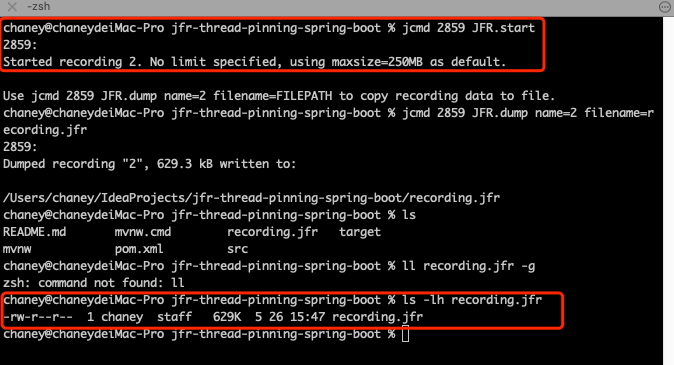 -zsh
chaney@chaneydeiMac-Pro jfr-thread-pinning-spring-boot % jcmd 2859 JFR.start
2859:
Started recording 2. No limit specified, using maxsize=250MB as default.
Use jcmd 2859 JFR.dump name=2 filename=FILEPATH to copy recording data to file.
chaney@chaneydeiMac-Pro jfr-thread-pinning-spring-boot % jcmd 2859 JFR.dump name=2 filename=r
ecording.jfr
2859:
Dumped recording "2", 629.3 kB written to:
/Users/chaney/IdeaProjects/jfr-thread-pinning-spring-boot/recording.jfr
chaney@chaneydeiMac-Pro jfr-thread-pinning-spring-boot % ls
README.md mvnw.cmd recording.jfr target
mvnw pom.xml src
chaney@chaneydeiMac-Pro jfr-thread-pinning-spring-boot % ll recording.jfr -g
zsh: command not found: ll
chaney@chaneydeiMac-Pro jfr-thread-pinning-spring-boot % ls -lh recording.jfr
-rw-r--r-- 1 chaney staff 629K 5 26 15:47 recording.jfr
chaney@chaneydeiMac-Pro jfr-thread-pinning-spring-boot %